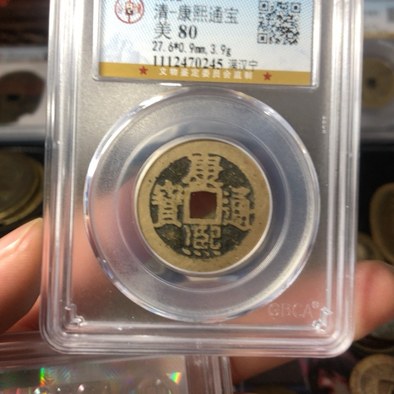 清-康熙通宝
美 80
27.6*0.9mm,3.9g
1112470245
★ 文物鉴定委员会监制 ★
康熙通寶
GBCA